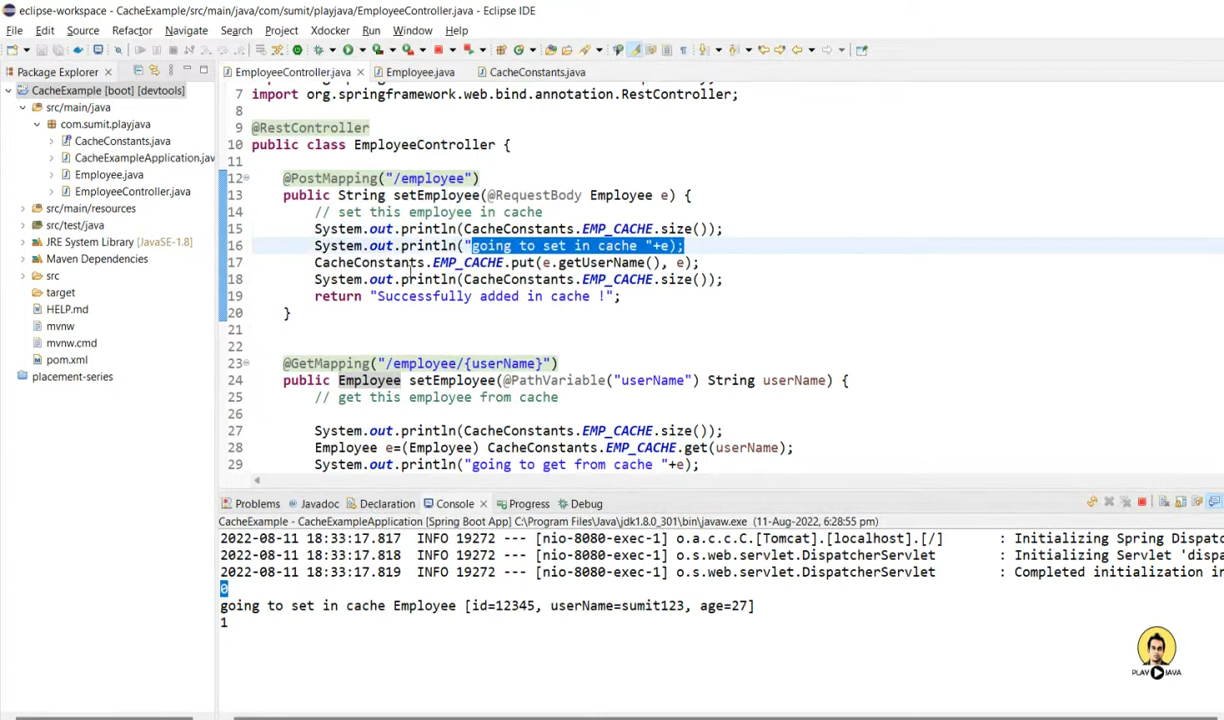 eclipse-workspace - CacheExample/src/main/java/com/sumit/playjava/EmployeeController.java - Eclipse IDE
File Edit Source Refactor Navigate Search Project Xdocker Run Window Help
Package Explorer
EmployeeController.java Employee.java CacheConstants.java
CacheExample [boot] [devtools]
src/main/java
com.sumit.playjava
CacheConstants.java
CacheExampleApplication.jav
Employee.java
EmployeeController.java
src/main/resources
src/test/java
JRE System Library [JavaSE-1.8]
Maven Dependencies
src
target
HELP.md
mvnw
mvnw.cmd
pom.xml
placement-series
7 import org.springframework.web.bind.annotation.RestController;
8
9 @RestController
10 public class EmployeeController {
11
12 @PostMapping("/employee")
13 public String setEmployee(@RequestBody Employee e) {
14 // set this employee in cache
15 System.out.println(CacheConstants.EMP_CACHE.size());
16 System.out.println("going to set in cache "+e);
17 CacheConstants.EMP_CACHE.put(e.getUserName(), e);
18 System.out.println(CacheConstants.EMP_CACHE.size());
19 return "Successfully added in cache !";
20 }
21
22
23 @GetMapping("/employee/{userName}")
24 public Employee setEmployee(@PathVariable("userName") String userName) {
25 // get this employee from cache
26
27 System.out.println(CacheConstants.EMP_CACHE.size());
28 Employee e=(Employee) CacheConstants.EMP_CACHE.get(userName);
29 System.out.println("going to get from cache "+e);
Problems Javadoc Declaration Console Progress Debug
CacheExample - CacheExampleApplication [Spring Boot App] C:\Program Files\Java\jdk1.8.0_301\bin\javaw.exe (11-Aug-2022, 6:28:55 pm)
2022-08-11 18:33:17.817 INFO 19272 --- [nio-8080-exec-1] o.a.c.c.C.[Tomcat].[localhost].[/] : Initializing Spring Dispatc
2022-08-11 18:33:17.818 INFO 19272 --- [nio-8080-exec-1] o.s.web.servlet.DispatcherServlet : Initializing Servlet 'dispa
2022-08-11 18:33:17.819 INFO 19272 --- [nio-8080-exec-1] o.s.web.servlet.DispatcherServlet : Completed initialization in
0
going to set in cache Employee [id=12345, userName=sumit123, age=27]
1
PLAY JAVA